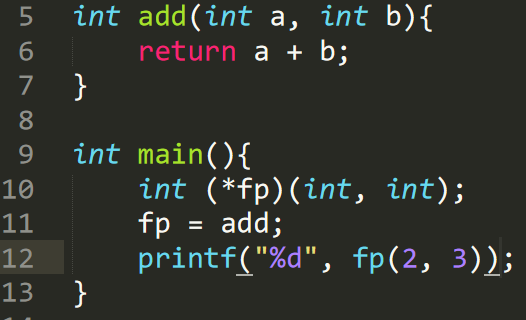 5 int add(int a, int b){
6     return a + b;
7 }
8
9 int main(){
10     int (*fp)(int, int);
11     fp = add;
12     printf("%d", fp(2, 3));
13 }